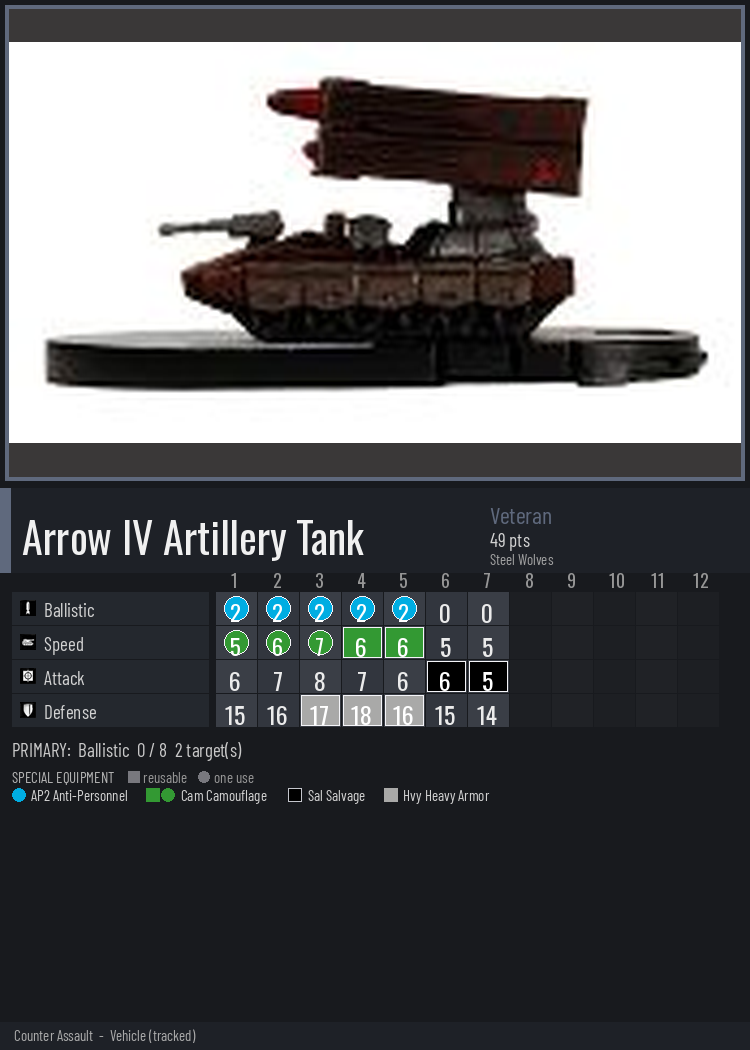 Arrow IV Artillery Tank
Veteran
49 pts
Steel Wolves
1 2 3 4 5 6 7 8 9 10 11 12
Ballistic 2 2 2 2 2 0 0
Speed 5 6 7 6 6 5 5
Attack 6 7 8 7 6 6 5
Defense 15 16 17 18 16 15 14
PRIMARY: Ballistic 0 / 8 2 target(s)
SPECIAL EQUIPMENT reusable one use
AP2 Anti-Personnel Cam Camouflage Sal Salvage Hvy Heavy Armor
Counter Assault - Vehicle (tracked)